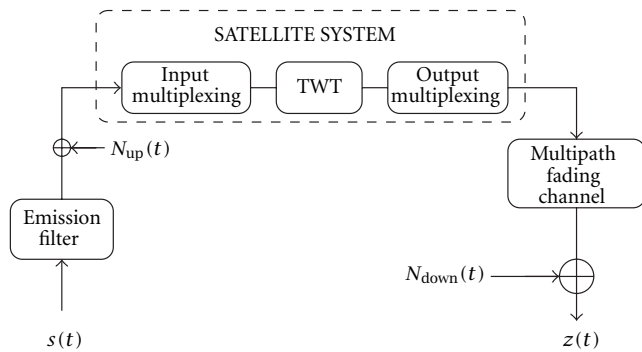 SATELLITE SYSTEM
Input
multiplexing
TWT
Output
multiplexing
N_up(t)
Multipath
fading
channel
Emission
filter
N_down(t)
s(t)
z(t)